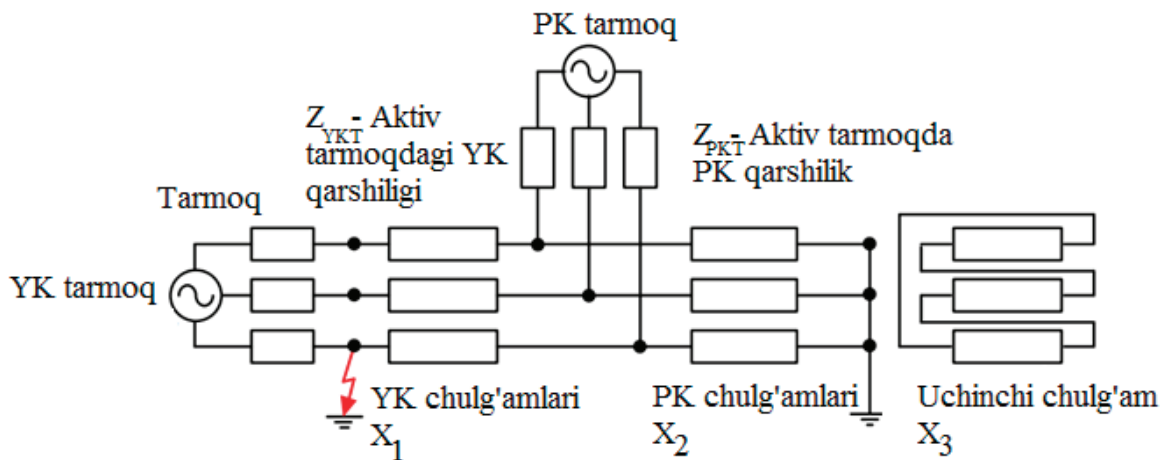 PK tarmoq
Z_YKT - Aktiv
tarmoqdagi YK
qarshiligi
Z_PKT - Aktiv tarmoqda
PK qarshilik
Tarmoq
YK tarmoq
YK chulg'amlari
X₁
PK chulg'amlari
X₂
Uchinchi chulg'am
X₃